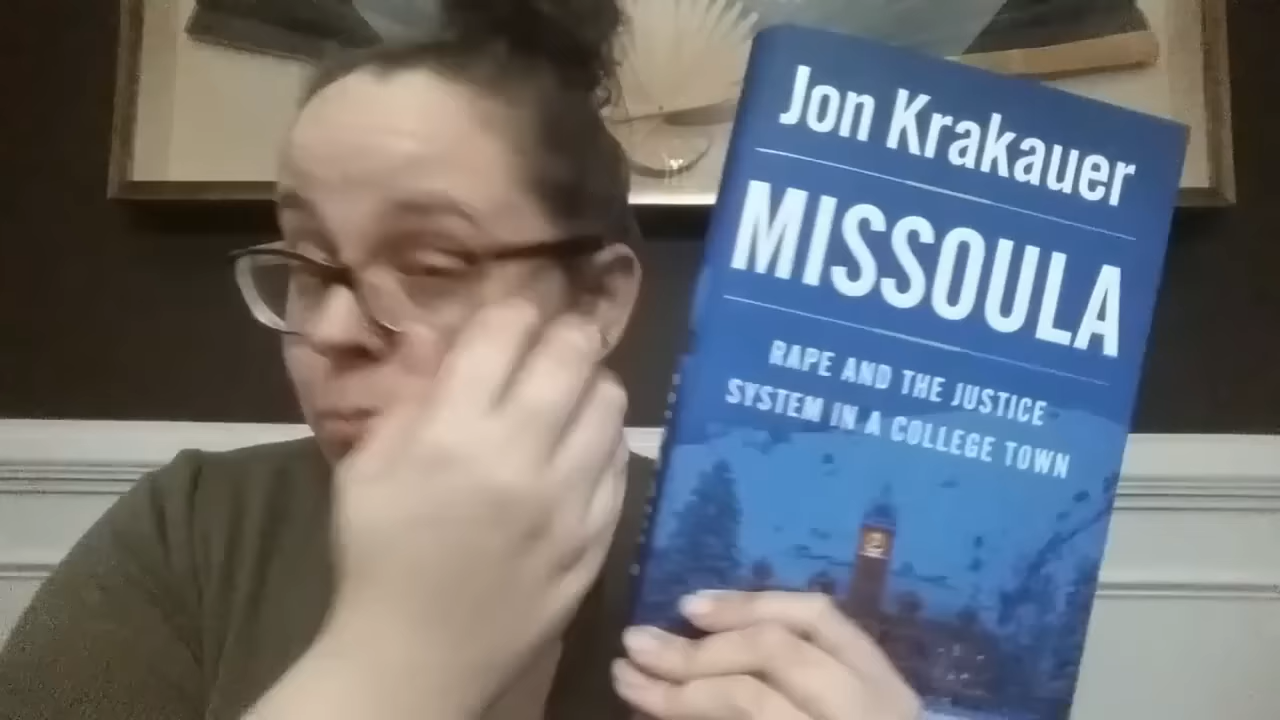 Jon Krakauer
MISSOULA
RAPE AND THE JUSTICE
SYSTEM IN A COLLEGE TOWN